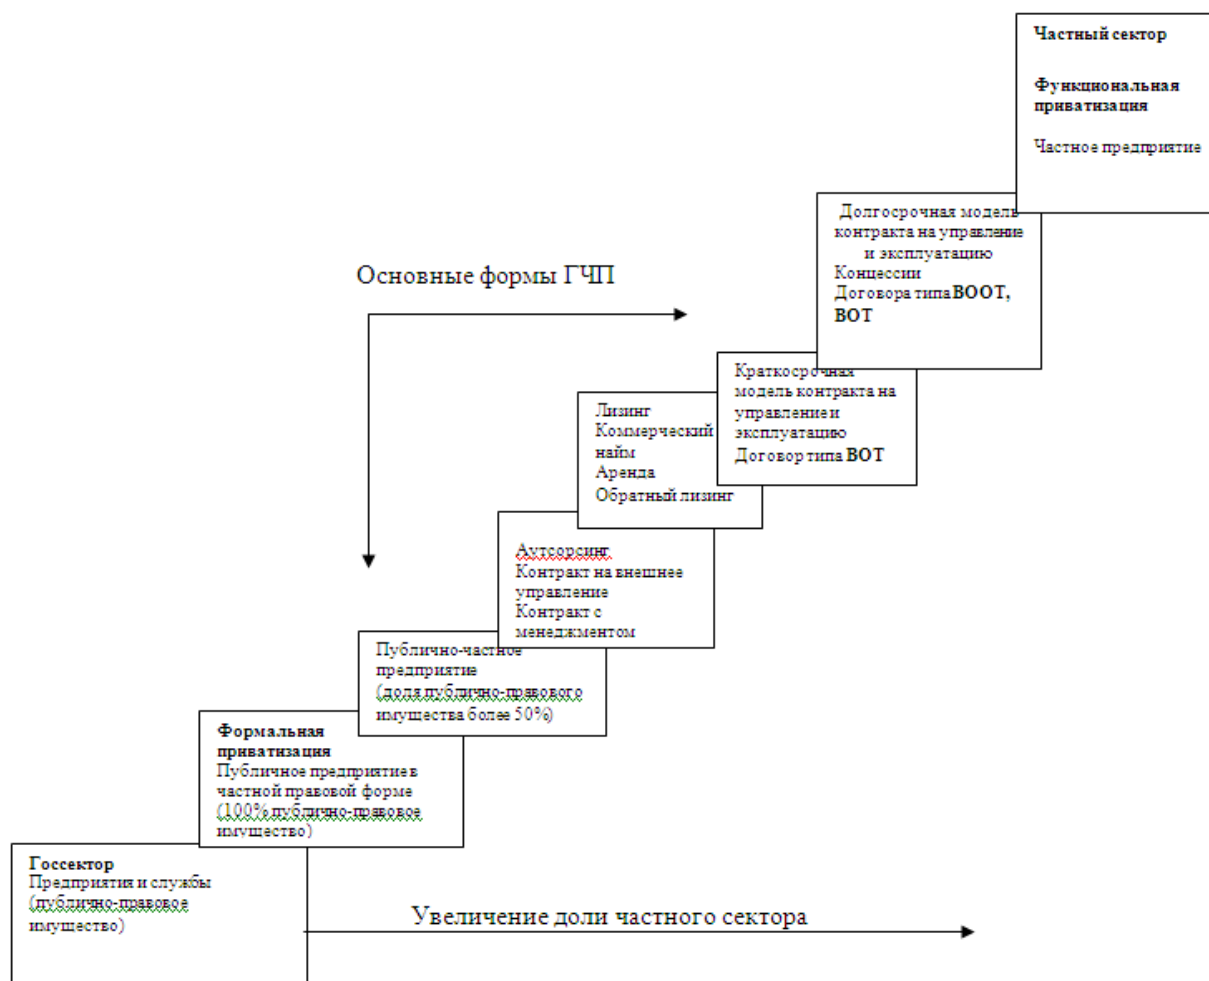 Частный сектор
Функциональная
приватизация
Частное предприятие
Долгосрочная модель
контракта на управление
и эксплуатацию
Концессии
Договора типа BOOT,
BOT
Основные формы ГЧП
Краткосрочная
модель контракта на
управление и
эксплуатацию
Договор типа BOT
Лизинг
Коммерческий
найм
Аренда
Обратный лизинг
Аутсорсинг
Контракт на внешнее
управление
Контракт с
менеджментом
Публично-частное
предприятие
(доля публично-правового
имущества более 50%)
Формальная
приватизация
Публичное предприятие в
частной правовой форме
(100% публично-правовое
имущество)
Госсектор
Предприятия и службы
(публично-правовое
имущество)
Увеличение доли частного сектора